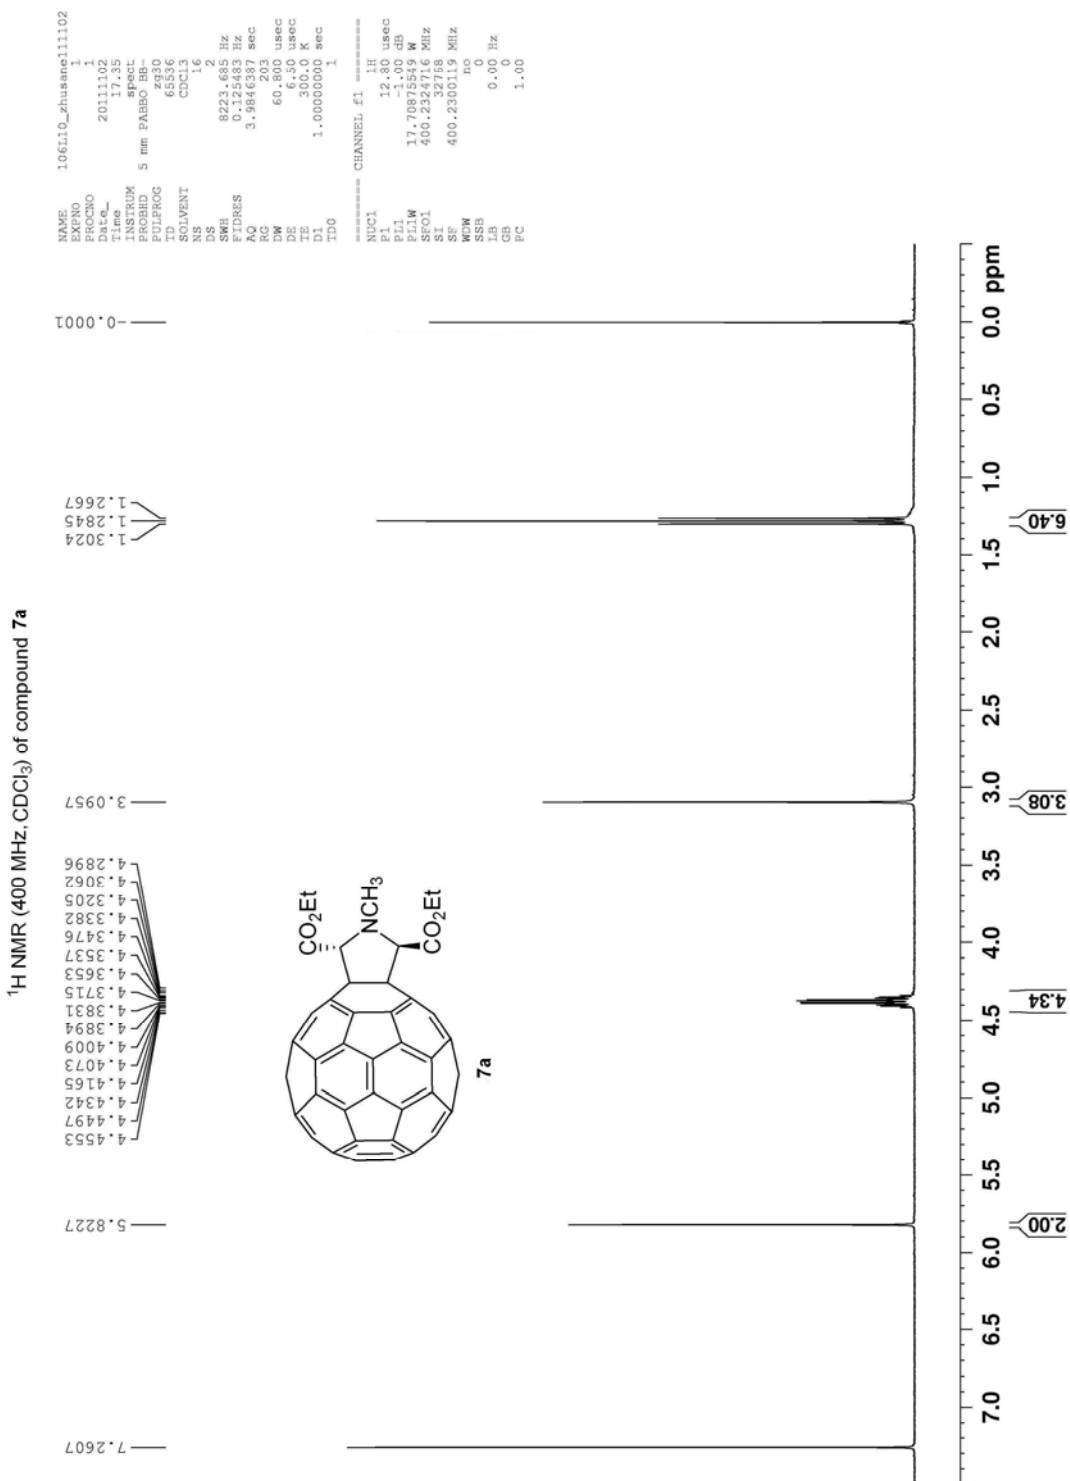 ¹H NMR (400 MHz, CDCl₃) of compound 7a
7.2607
5.8227
4.4553
4.4497
4.4342
4.4165
4.4073
4.4009
4.3894
4.3831
4.3715
4.3653
4.3537
4.3476
4.3382
4.3205
4.3062
4.2896
3.0957
1.3024
1.2845
1.2667
-0.0001
NAME 106L10_zhusane111102
EXPNO 1
PROCNO 1
Date_ 20111102
Time 17.35
INSTRUM spect
PROBHD 5 mm PABBO BB-
PULPROG zg30
TD 65536
SOLVENT CDCl3
NS 16
DS 2
SWH 8223.685 Hz
FIDRES 0.125483 Hz
AQ 3.9846387 sec
RG 203
DW 60.800 usec
DE 6.50 usec
TE 300.0 K
D1 1.00000000 sec
TD0 1
======== CHANNEL f1 ========
NUC1 1H
P1 12.80 usec
PL1 -1.00 dB
PL1W 17.70875549 W
SFO1 400.2324716 MHz
SI 32768
SF 400.2300119 MHz
WDW no
SSB 0
LB 0.00 Hz
GB 0
PC 1.00
CO₂Et
NCH₃
CO₂Et
7a
7.0 6.5 6.0 5.5 5.0 4.5 4.0 3.5 3.0 2.5 2.0 1.5 1.0 0.5 0.0 ppm
2.00
4.34
3.08
6.40